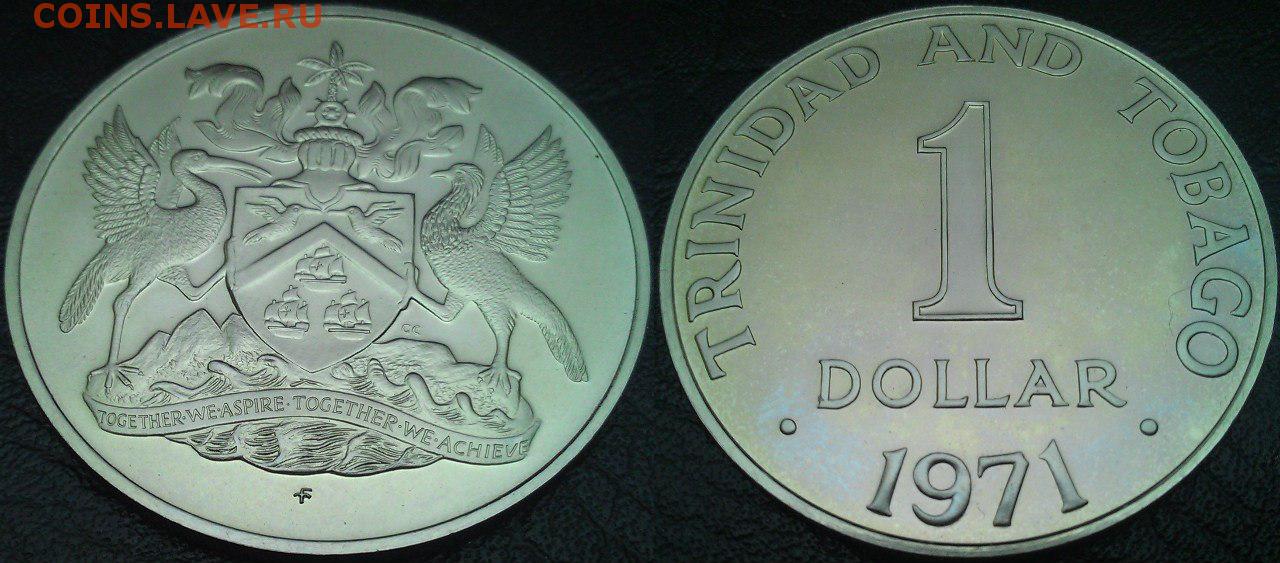 COINS.LAVE.RU
TOGETHER·WE·ASPIRE·TOGETHER·WE·ACHIEVE
CC
F
TRINIDAD AND TOBAGO
1
DOLLAR
· 1971 ·